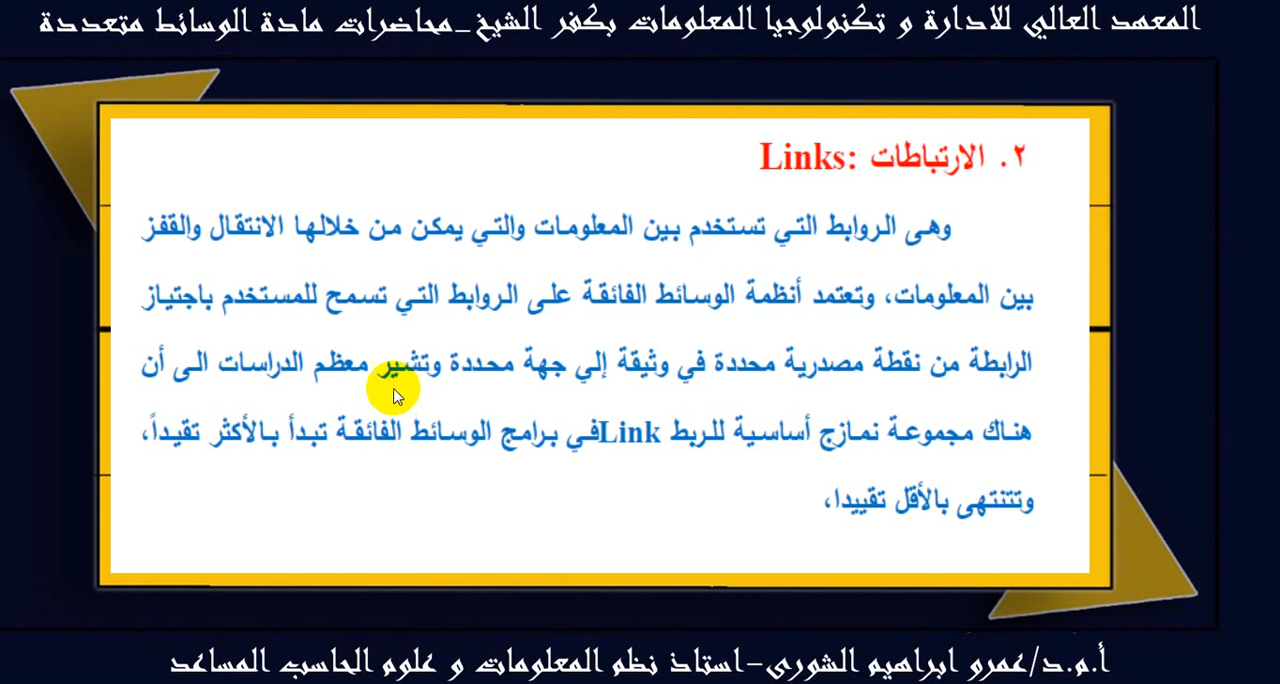 المعهد العالي للادارة و تكنولوجيا المعلومات بكفر الشيخ_محاضرات مادة الوسائط متعددة
٢. الارتباطات :Links
وهى الروابط التي تستخدم بين المعلومات والتي يمكن من خلالها الانتقال والقفز
بين المعلومات، وتعتمد أنظمة الوسائط الفائقة على الروابط التي تسمح للمستخدم باجتياز
الرابطة من نقطة مصدرية محددة في وثيقة إلي جهة محددة وتشير معظم الدراسات الى أن
هناك مجموعة نمازج أساسية للربط Linkفي برامج الوسائط الفائقة تبدأ بالأكثر تقيداً،
وتتنتهى بالأقل تقييدا،
أ.م.د/عمرو ابراهيم الشورى-استاذ نظم المعلومات و علوم الحاسب المساعد